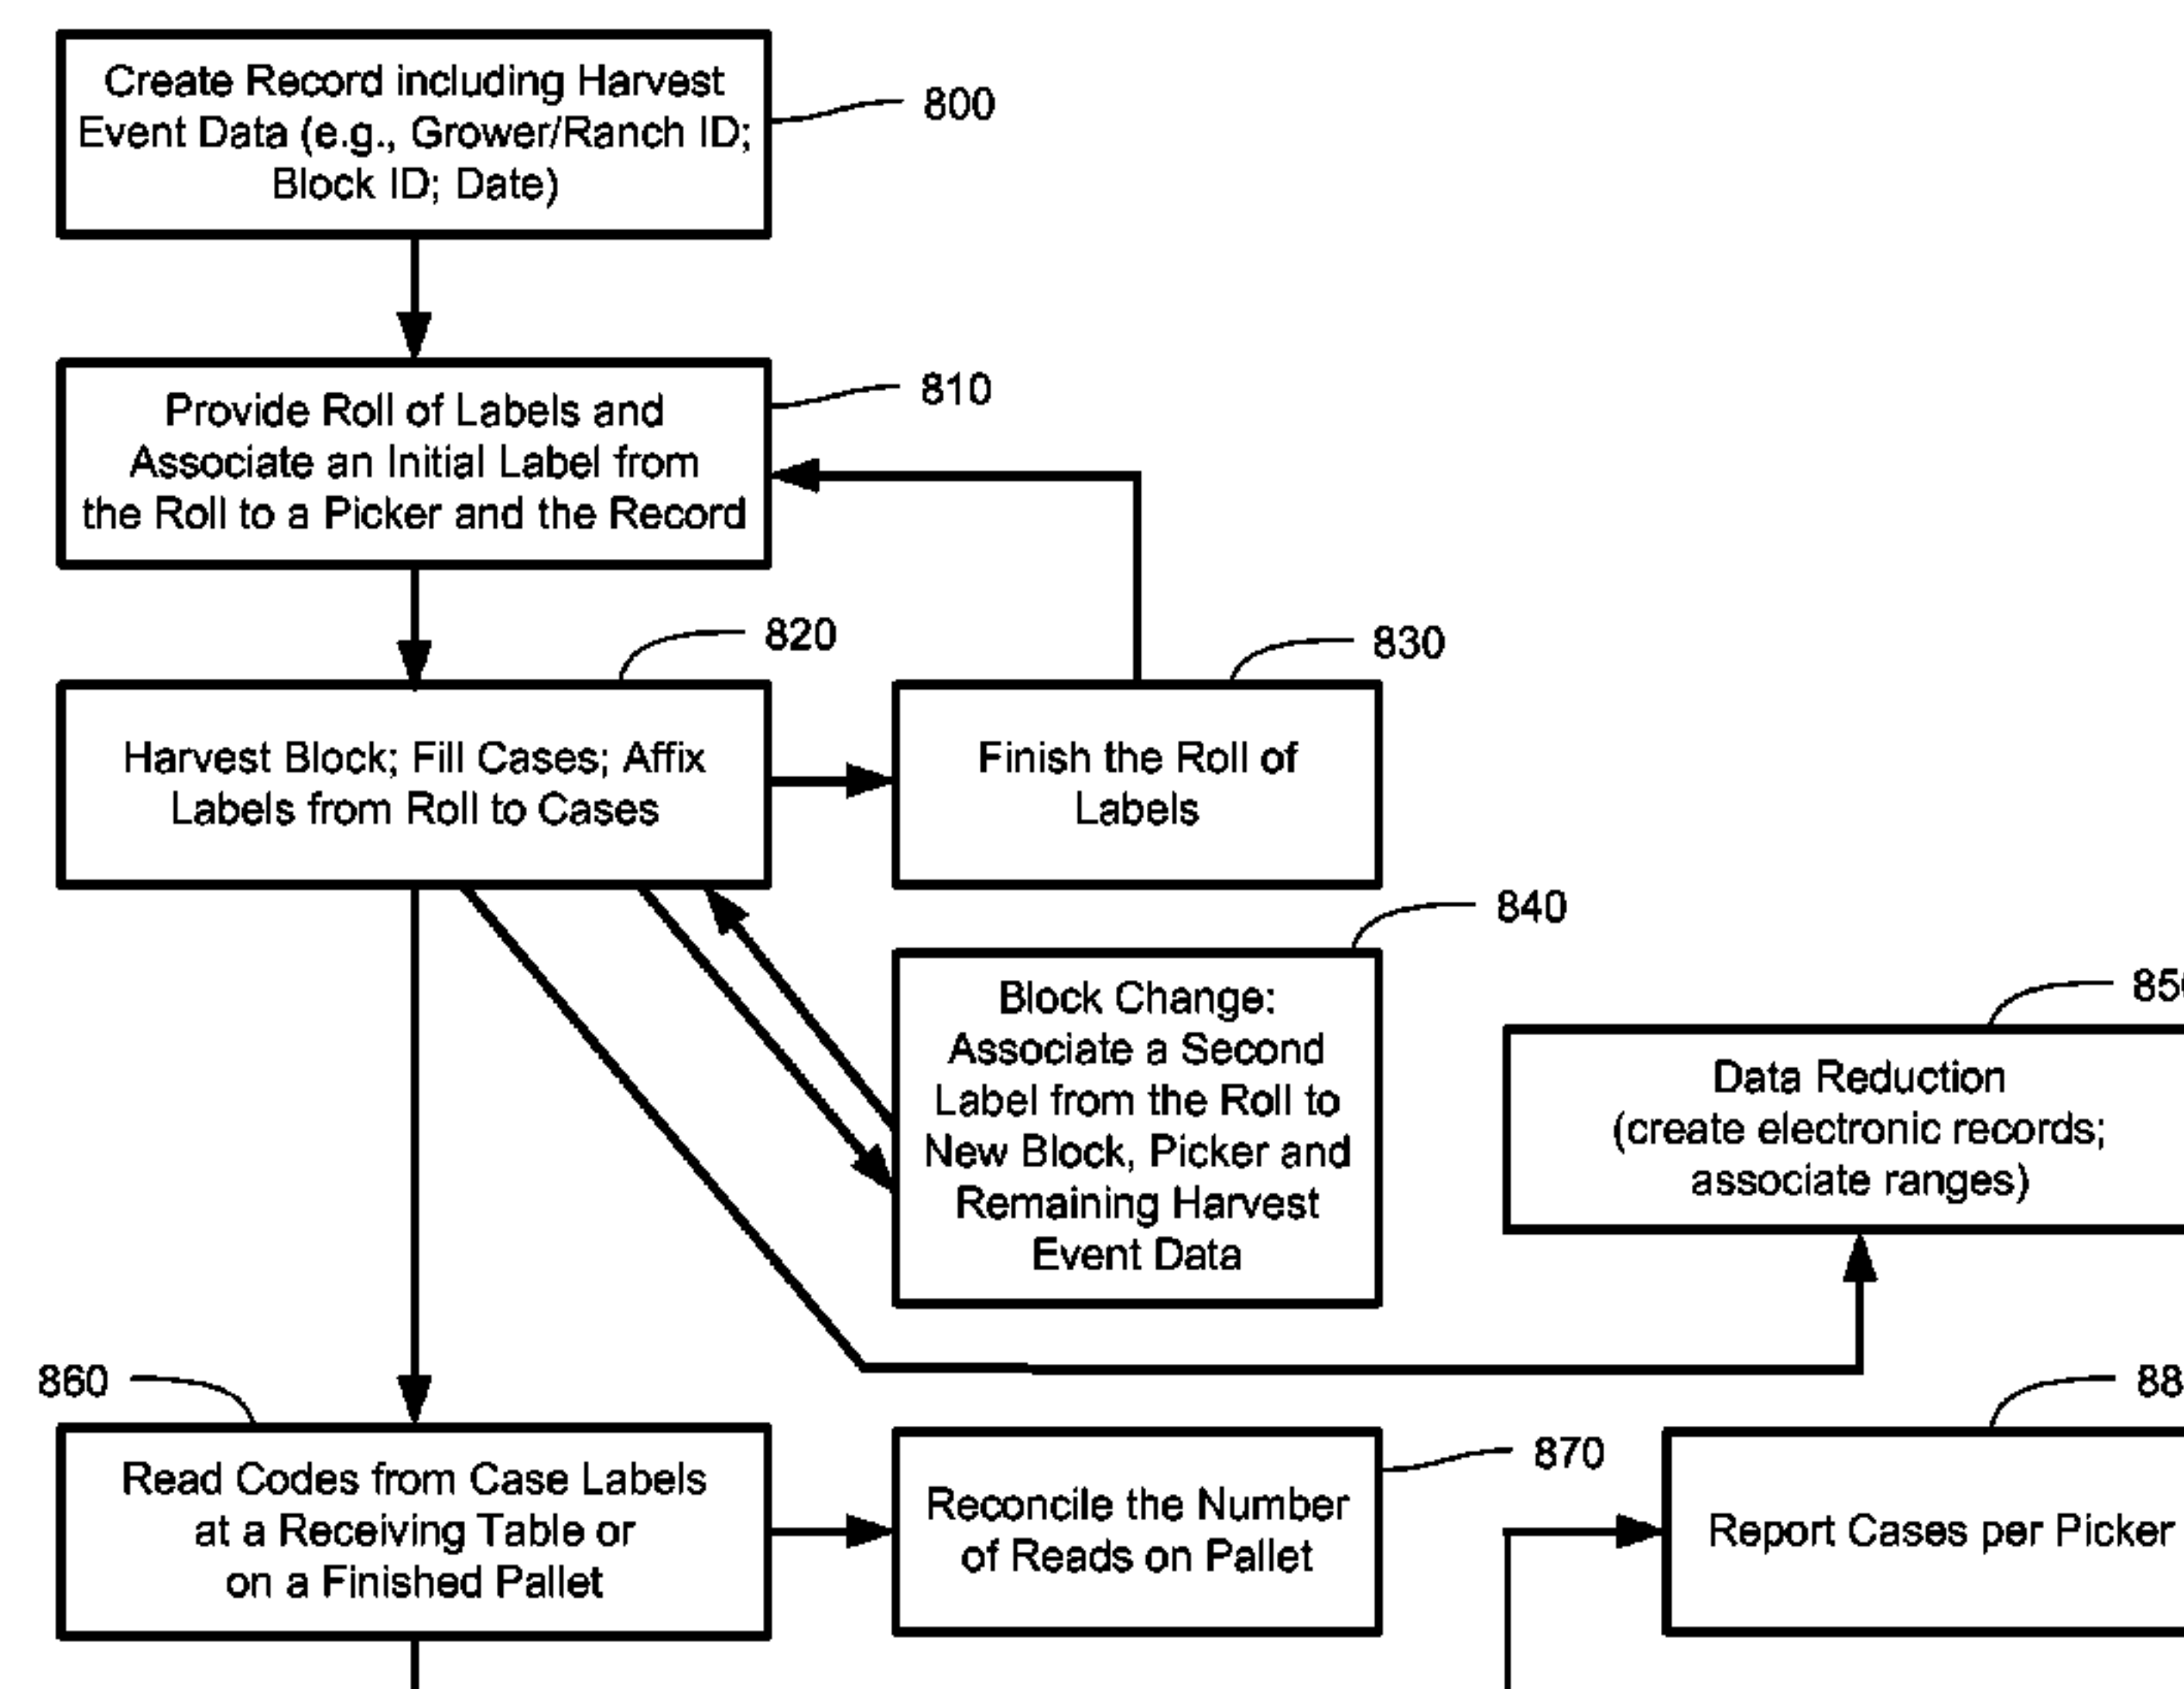 Create Record including Harvest
Event Data (e.g., Grower/Ranch ID;
Block ID; Date)
800
Provide Roll of Labels and
Associate an Initial Label from
the Roll to a Picker and the Record
810
820
Harvest Block; Fill Cases; Affix
Labels from Roll to Cases
830
Finish the Roll of
Labels
840
Block Change:
Associate a Second
Label from the Roll to
New Block, Picker and
Remaining Harvest
Event Data
Data Reduction
(create electronic records;
associate ranges)
860
Read Codes from Case Labels
at a Receiving Table or
on a Finished Pallet
870
Reconcile the Number
of Reads on Pallet
Report Cases per Picker